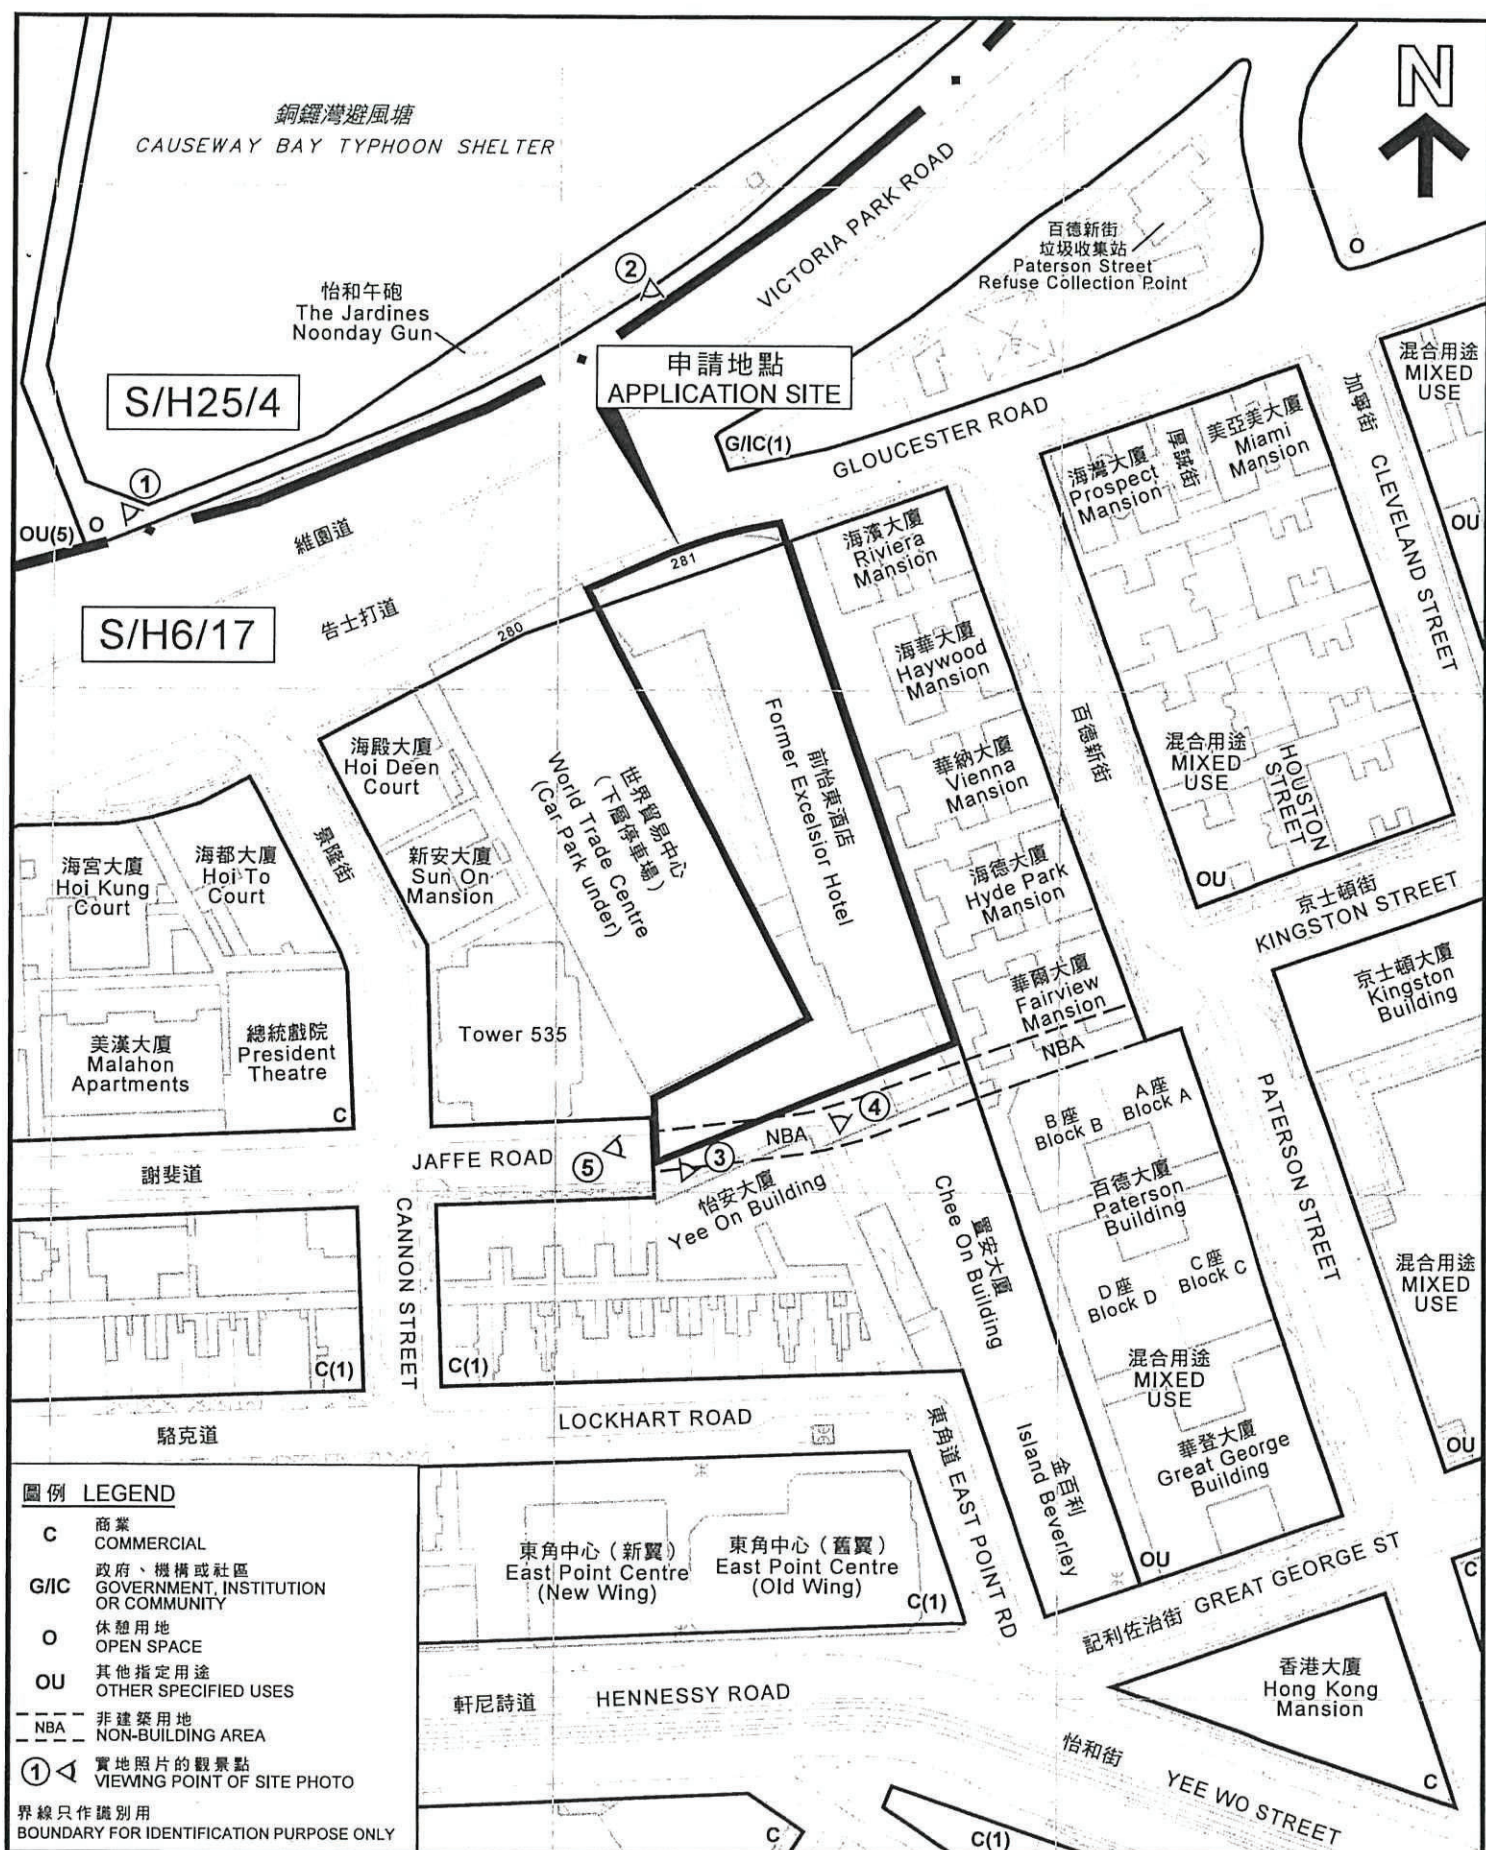 銅鑼灣避風塘
CAUSEWAY BAY TYPHOON SHELTER
N
VICTORIA PARK ROAD
百德新街
垃圾收集站
Paterson Street
Refuse Collection Point
O
②
怡和午砲
The Jardines
Noonday Gun
S/H25/4
申請地點
APPLICATION SITE
G/IC(1)
GLOUCESTER ROAD
混合用途
MIXED
USE
OU
加寧街 CLEVELAND STREET
海灣大廈
Prospect
Mansion
厚誠街
美亞美大廈
Miami
Mansion
①
OU(5)
O
維園道
告士打道
S/H6/17
280
281
海濱大廈
Riviera
Mansion
海華大廈
Haywood
Mansion
華納大廈
Vienna
Mansion
海德大廈
Hyde Park
Mansion
華爾大廈
Fairview
Mansion
NBA
百德新街
混合用途
MIXED
USE
HOUSTON
STREET
OU
京士頓街
KINGSTON STREET
京士頓大廈
Kingston
Building
海殿大廈
Hoi Deen
Court
新安大廈
Sun On
Mansion
世界貿易中心
(下層停車場)
World Trade Centre
(Car Park under)
前怡東酒店
Former Excelsior Hotel
Tower 535
景隆街
海宮大廈
Hoi Kung
Court
海都大廈
Hoi To
Court
美漢大廈
Malahon
Apartments
總統戲院
President
Theatre
C
謝斐道
JAFFE ROAD
⑤
③
④
NBA
怡安大廈
Yee On Building
置安大廈
Chee On Building
A座
Block A
B座
Block B
百德大廈
Paterson
Building
C座
Block C
D座
Block D
PATERSON STREET
混合用途
MIXED
USE
OU
混合用途
MIXED
USE
華登大廈
Great George
Building
OU
CANNON STREET
C(1)
C(1)
駱克道
LOCKHART ROAD
東角道 EAST POINT RD
金百利
Island Beverley
東角中心(新翼)
East Point Centre
(New Wing)
東角中心(舊翼)
East Point Centre
(Old Wing)
C(1)
記利佐治街 GREAT GEORGE ST
C
軒尼詩道
HENNESSY ROAD
香港大廈
Hong Kong
Mansion
C
怡和街
YEE WO STREET
C
C(1)
圖例 LEGEND
C 商業
COMMERCIAL
G/IC 政府、機構或社區
GOVERNMENT, INSTITUTION
OR COMMUNITY
O 休憩用地
OPEN SPACE
OU 其他指定用途
OTHER SPECIFIED USES
NBA 非建築用地
NON-BUILDING AREA
① 實地照片的觀景點
VIEWING POINT OF SITE PHOTO
界線只作識別用
BOUNDARY FOR IDENTIFICATION PURPOSE ONLY